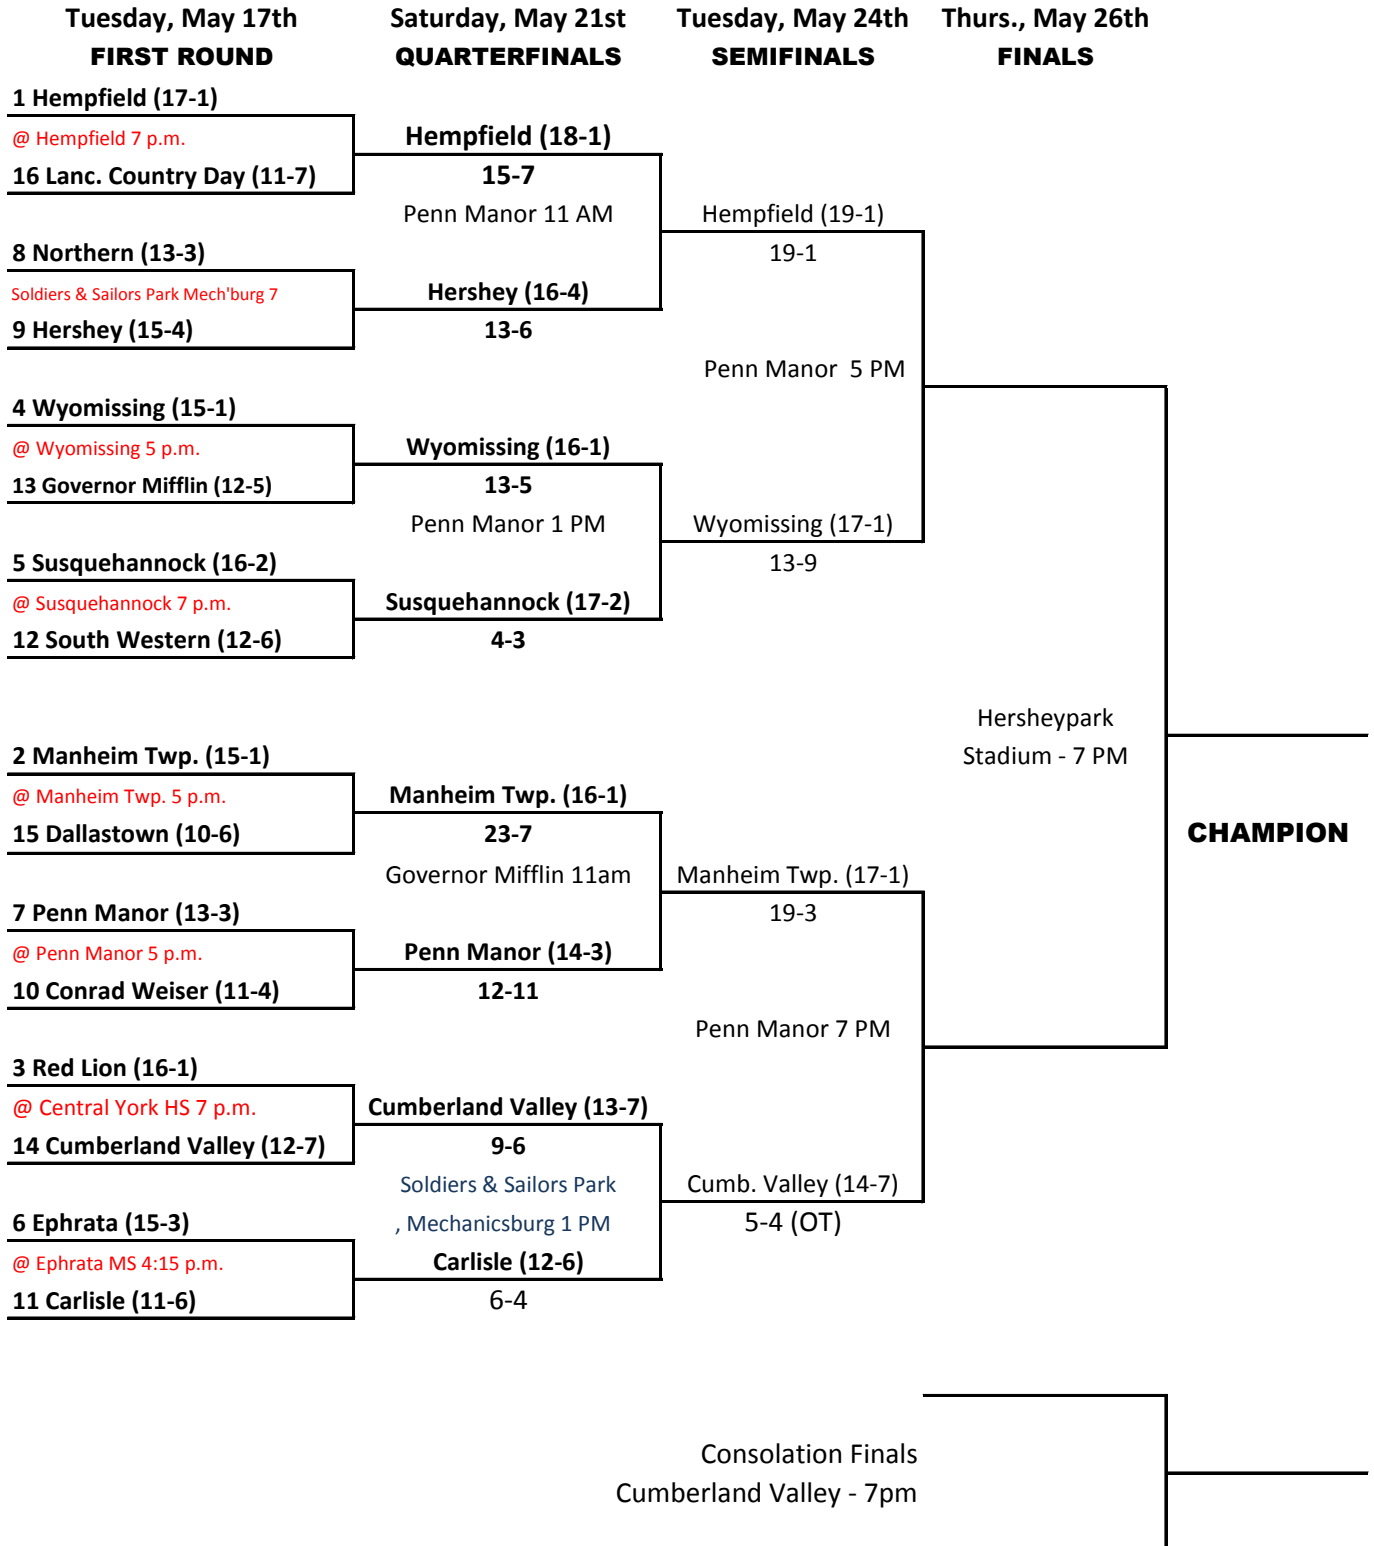 Tuesday, May 17th
FIRST ROUND
Saturday, May 21st
QUARTERFINALS
Tuesday, May 24th
SEMIFINALS
Thurs., May 26th
FINALS
1 Hempfield (17-1)
@ Hempfield 7 p.m.
16 Lanc. Country Day (11-7)
Hempfield (18-1)
15-7
Penn Manor 11 AM
Hempfield (19-1)
19-1
8 Northern (13-3)
Soldiers & Sailors Park Mech'burg 7
9 Hershey (15-4)
Hershey (16-4)
13-6
Penn Manor  5 PM
4 Wyomissing (15-1)
@ Wyomissing 5 p.m.
13 Governor Mifflin (12-5)
Wyomissing (16-1)
13-5
Penn Manor 1 PM
Wyomissing (17-1)
13-9
5 Susquehannock (16-2)
@ Susquehannock 7 p.m.
12 South Western (12-6)
Susquehannock (17-2)
4-3
Hersheypark
Stadium - 7 PM
CHAMPION
2 Manheim Twp. (15-1)
@ Manheim Twp. 5 p.m.
15 Dallastown (10-6)
Manheim Twp. (16-1)
23-7
Governor Mifflin 11am
Manheim Twp. (17-1)
19-3
7 Penn Manor (13-3)
@ Penn Manor 5 p.m.
10 Conrad Weiser (11-4)
Penn Manor (14-3)
12-11
Penn Manor 7 PM
3 Red Lion (16-1)
@ Central York HS 7 p.m.
14 Cumberland Valley (12-7)
Cumberland Valley (13-7)
9-6
Soldiers & Sailors Park
, Mechanicsburg 1 PM
Cumb. Valley (14-7)
5-4 (OT)
6 Ephrata (15-3)
@ Ephrata MS 4:15 p.m.
11 Carlisle (11-6)
Carlisle (12-6)
6-4
Consolation Finals
Cumberland Valley - 7pm